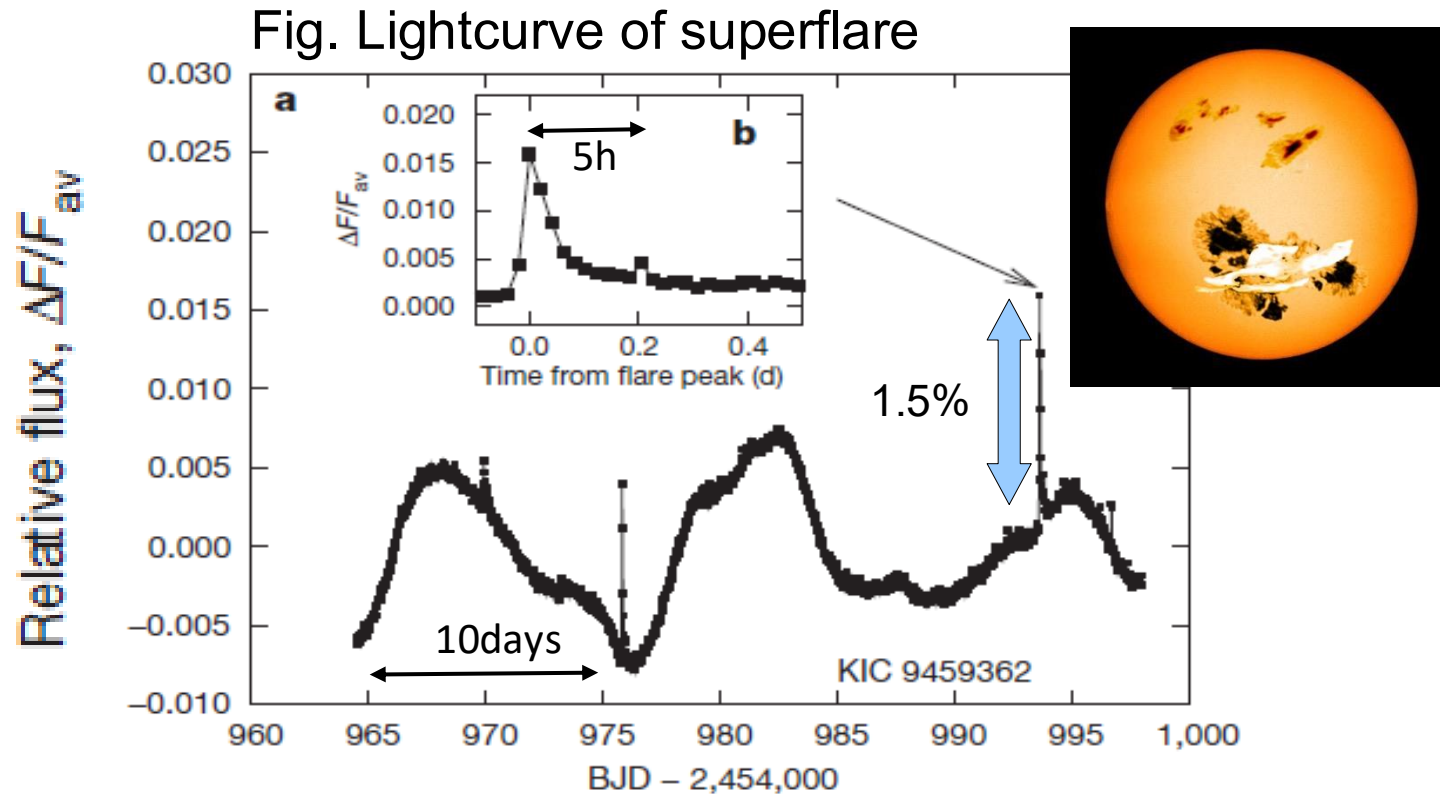 Fig. Lightcurve of superflare
Relative flux, ΔF/Fav
0.030
0.025
0.020
0.015
0.010
0.005
0.000
−0.005
−0.010
a
b
ΔF/Fav
0.020
0.015
0.010
0.005
0.000
5h
0.0 0.2 0.4
Time from flare peak (d)
1.5%
10days
KIC 9459362
960 965 970 975 980 985 990 995 1,000
BJD − 2,454,000